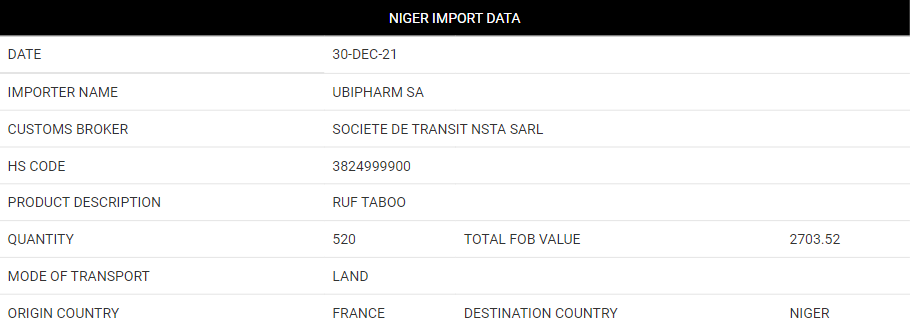 NIGER IMPORT DATA
DATE 30-DEC-21
IMPORTER NAME UBIPHARM SA
CUSTOMS BROKER SOCIETE DE TRANSIT NSTA SARL
HS CODE 3824999900
PRODUCT DESCRIPTION RUF TABOO
QUANTITY 520 TOTAL FOB VALUE 2703.52
MODE OF TRANSPORT LAND
ORIGIN COUNTRY FRANCE DESTINATION COUNTRY NIGER